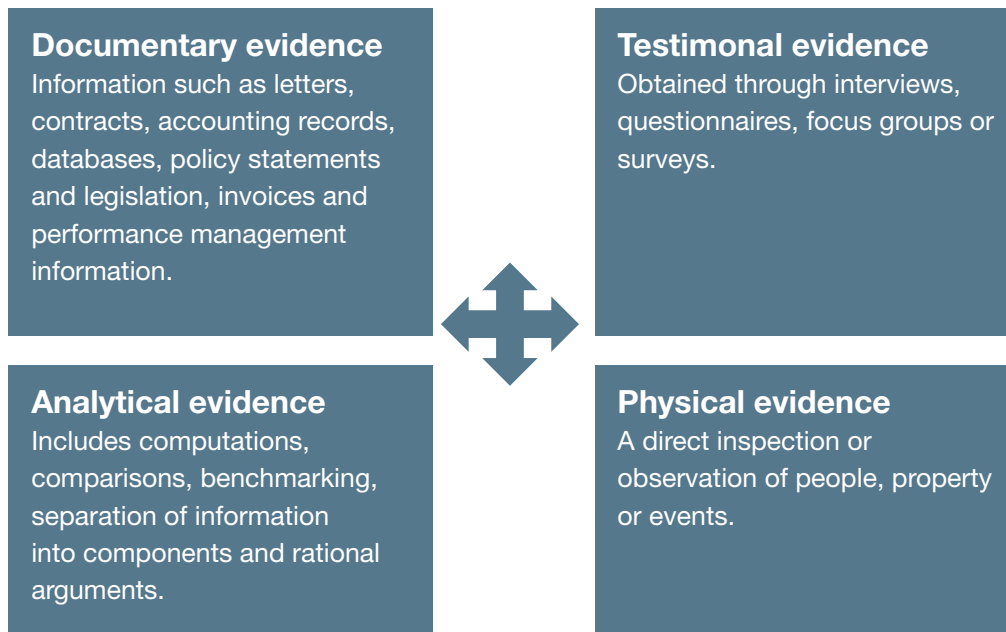 Documentary evidence
Information such as letters,
contracts, accounting records,
databases, policy statements
and legislation, invoices and
performance management
information.
Testimonal evidence
Obtained through interviews,
questionnaires, focus groups or
surveys.
Analytical evidence
Includes computations,
comparisons, benchmarking,
separation of information
into components and rational
arguments.
Physical evidence
A direct inspection or
observation of people, property
or events.